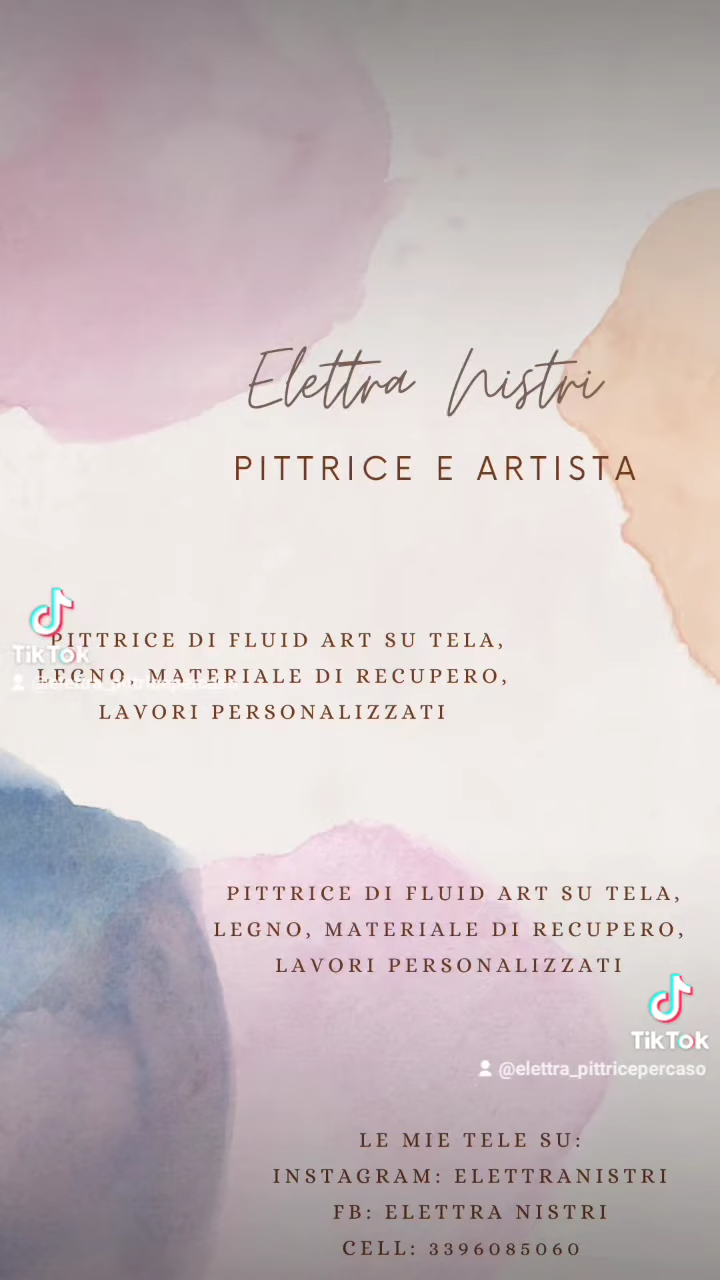 Elettra Nistri
PITTRICE E ARTISTA
TikTok
PITTRICE DI FLUID ART SU TELA,
LEGNO, MATERIALE DI RECUPERO,
LAVORI PERSONALIZZATI
PITTRICE DI FLUID ART SU TELA,
LEGNO, MATERIALE DI RECUPERO,
LAVORI PERSONALIZZATI
TikTok
@elettra_pittricepercaso
LE MIE TELE SU:
INSTAGRAM: ELETTRANISTRI
FB: ELETTRA NISTRI
CELL: 3396085060